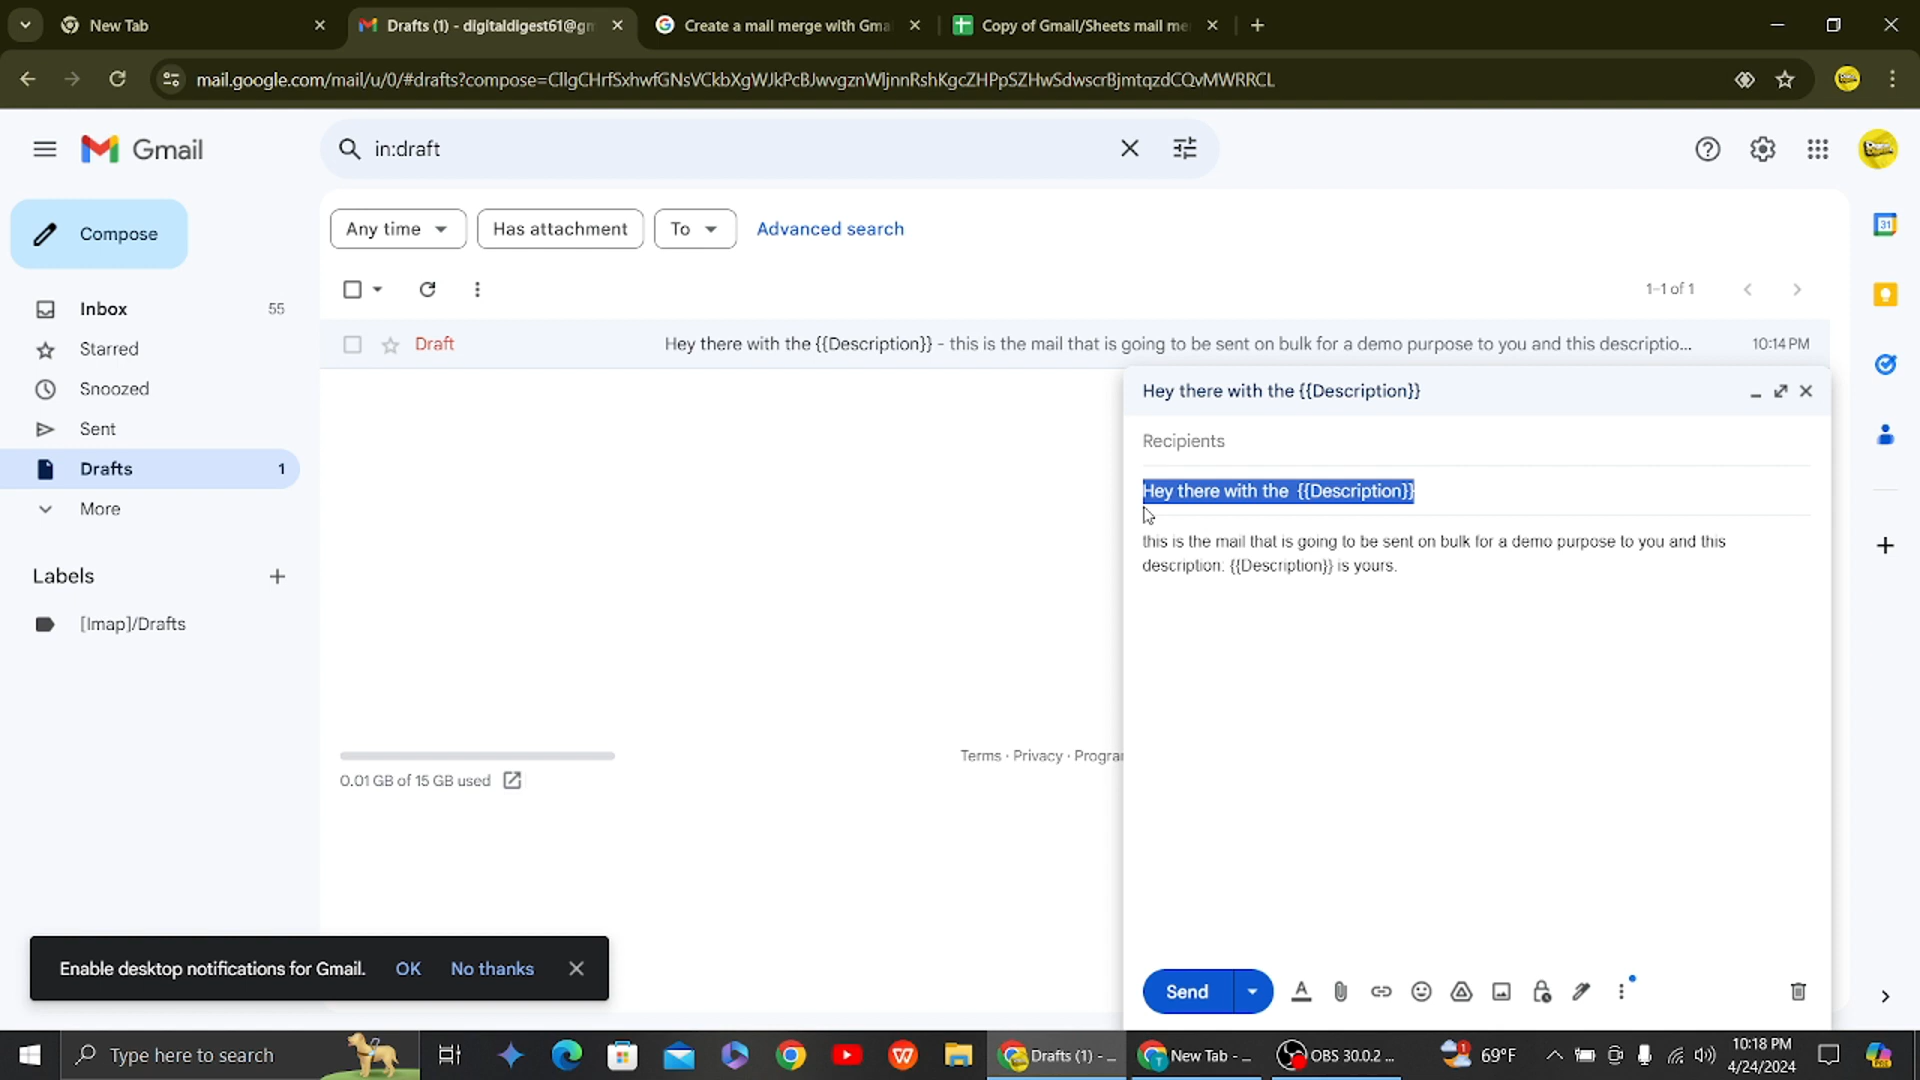 New Tab
Drafts (1) - digitaldigest61@gm
Create a mail merge with Gma
Copy of Gmail/Sheets mail me
mail.google.com/mail/u/0/#drafts?compose=CllgCHrfSxhwfGNsVCkbXgWJkPcBJwvgznWljnnRshKgcZHPpSZHwSdwscrBjmtqzdCQvMWRRCL
Gmail
in:draft
Compose
Any time
Has attachment
To
Advanced search
1–1 of 1
Inbox 55
Starred
Snoozed
Sent
Drafts 1
More
Labels
[Imap]/Drafts
Draft
Hey there with the {{Description}} - this is the mail that is going to be sent on bulk for a demo purpose to you and this descriptio...
10:14 PM
Hey there with the {{Description}}
Recipients
Hey there with the {{Description}}
this is the mail that is going to be sent on bulk for a demo purpose to you and this
description: {{Description}} is yours.
Terms · Privacy · Program
0.01 GB of 15 GB used
Send
Enable desktop notifications for Gmail. OK No thanks
Type here to search
Drafts (1) - ...
New Tab - ...
OBS 30.0.2 ...
1
69°F
10:18 PM
4/24/2024
31